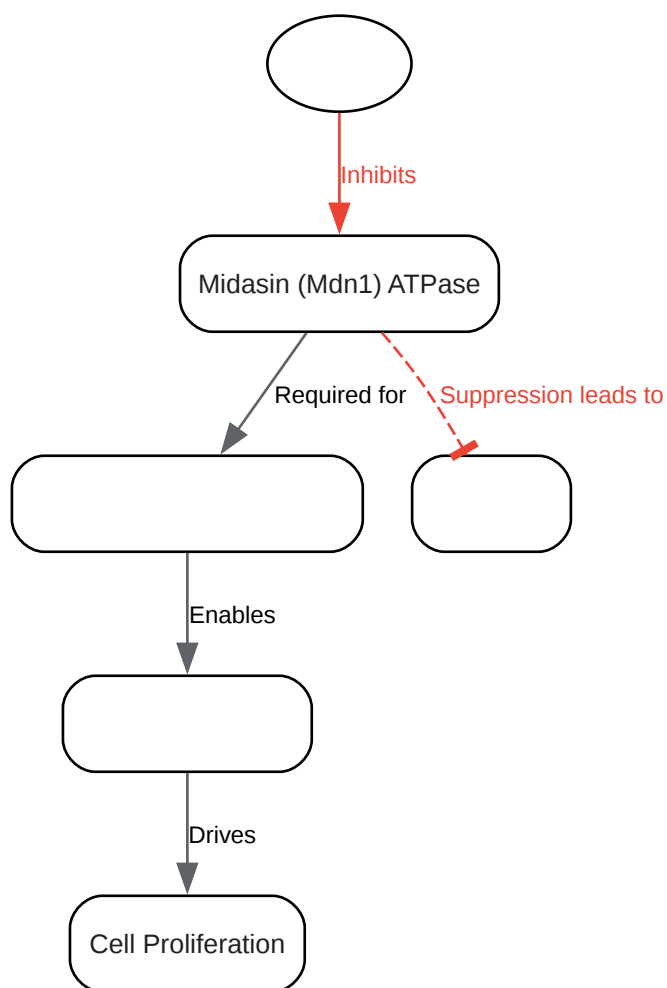 Inhibits
Midasin (Mdn1) ATPase
Required for
Suppression leads to
Enables
Drives
Cell Proliferation